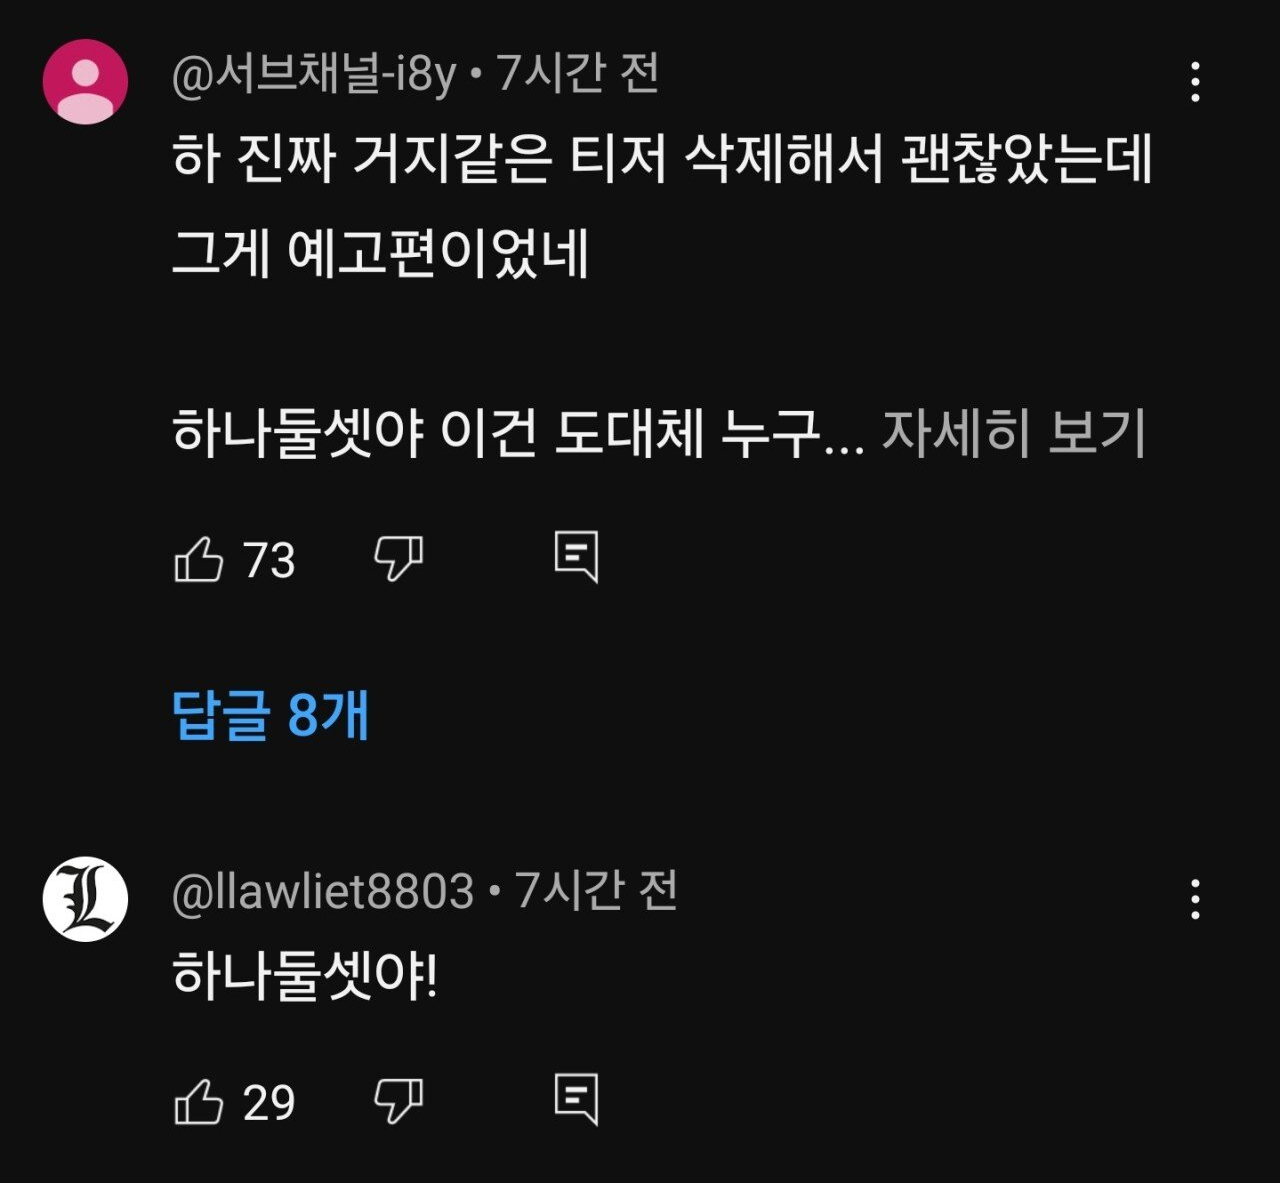 @서브채널-i8y • 7시간 전
하 진짜 거지같은 티저 삭제해서 괜찮았는데
그게 예고편이었네
하나둘셋야 이건 도대체 누구... 자세히 보기
73
답글 8개
L
@llawliet8803 • 7시간 전
하나둘셋야!
29